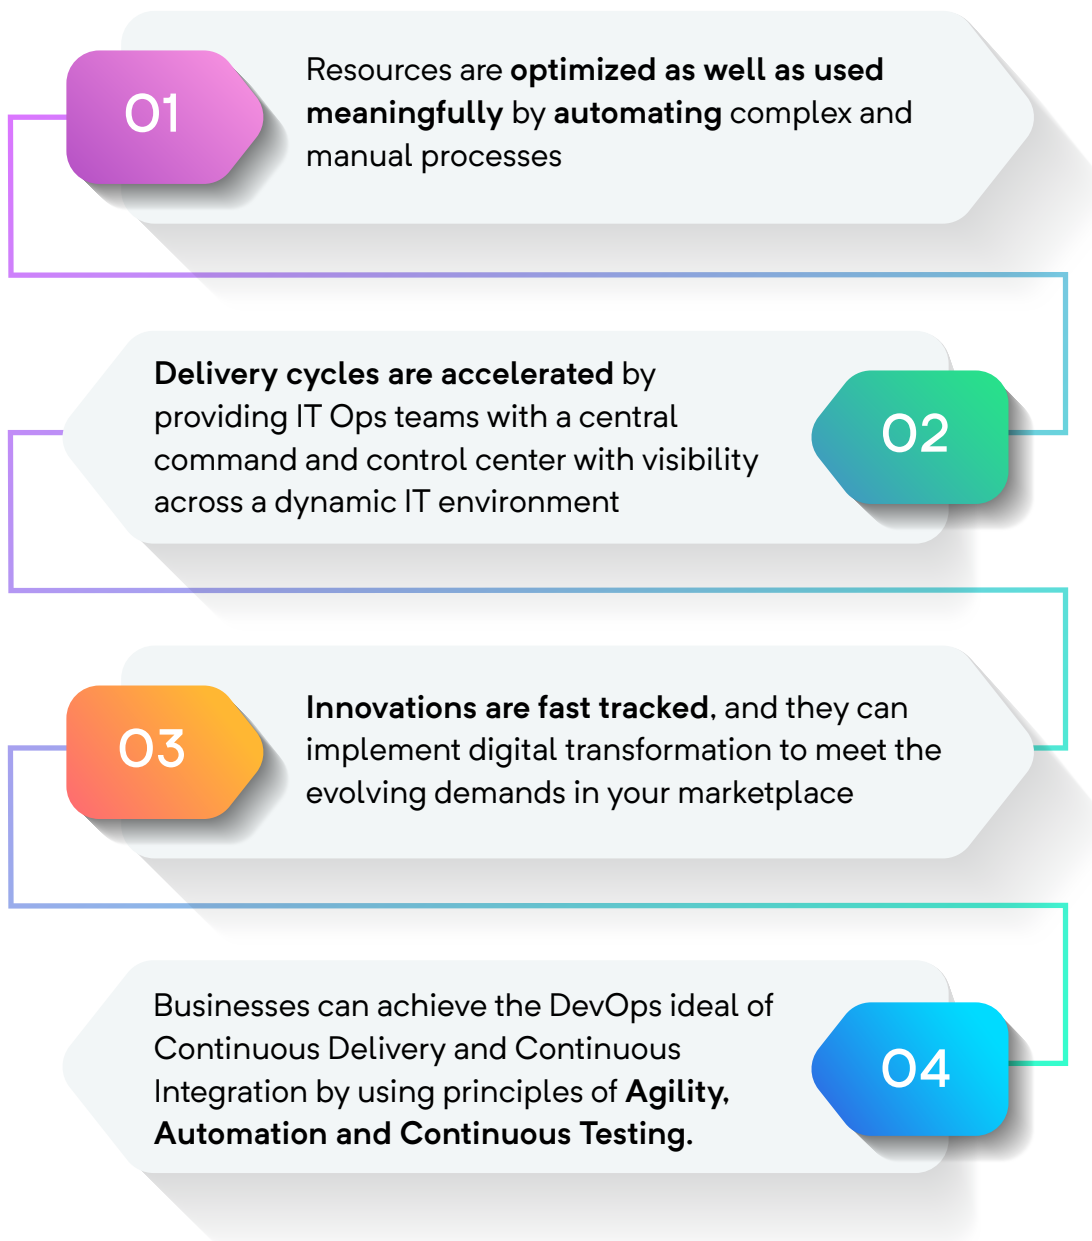 01
Resources are optimized as well as used
meaningfully by automating complex and
manual processes
Delivery cycles are accelerated by
providing IT Ops teams with a central
command and control center with visibility
across a dynamic IT environment
02
03
Innovations are fast tracked, and they can
implement digital transformation to meet the
evolving demands in your marketplace
Businesses can achieve the DevOps ideal of
Continuous Delivery and Continuous
Integration by using principles of Agility,
Automation and Continuous Testing.
04